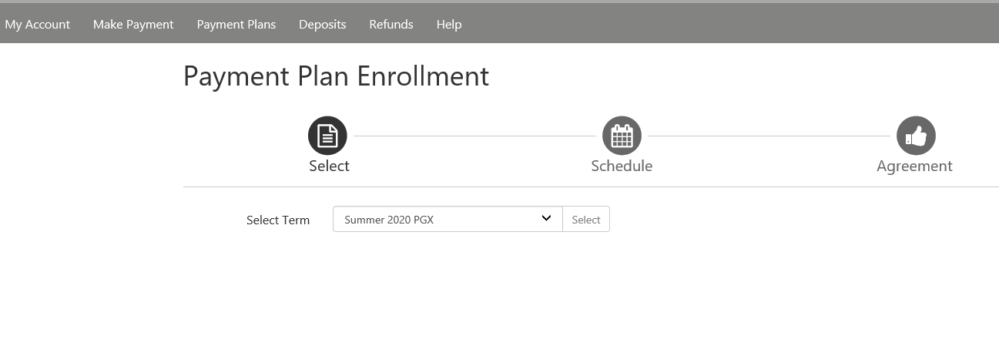 My Account Make Payment Payment Plans Deposits Refunds Help
Payment Plan Enrollment
Select Schedule Agreement
Select Term Summer 2020 PGX Select